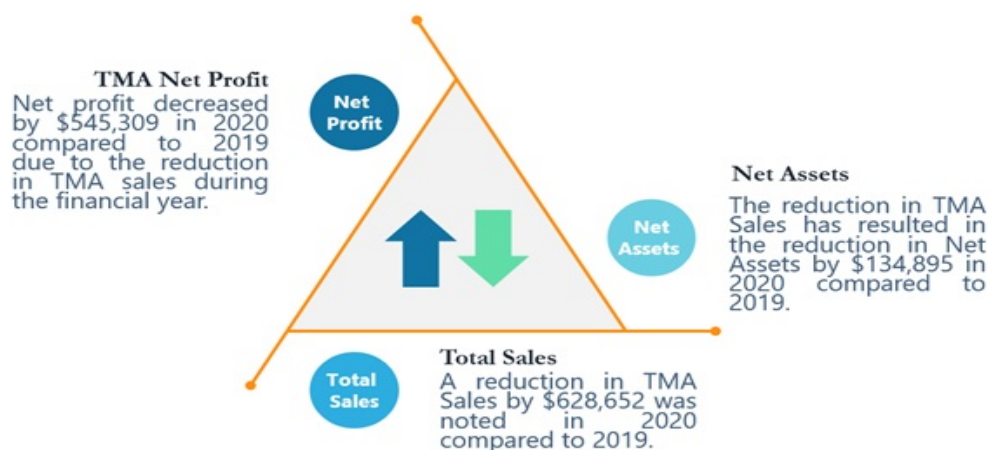 TMA Net Profit
Net profit decreased
by $545,309 in 2020
compared to 2019
due to the reduction
in TMA sales during
the financial year.
Net
Profit
Net Assets
The reduction in TMA
Sales has resulted in
the reduction in Net
Assets by $134,895 in
2020 compared to
2019.
Net
Assets
Total
Sales
Total Sales
A reduction in TMA
Sales by $628,652 was
noted in 2020
compared to 2019.